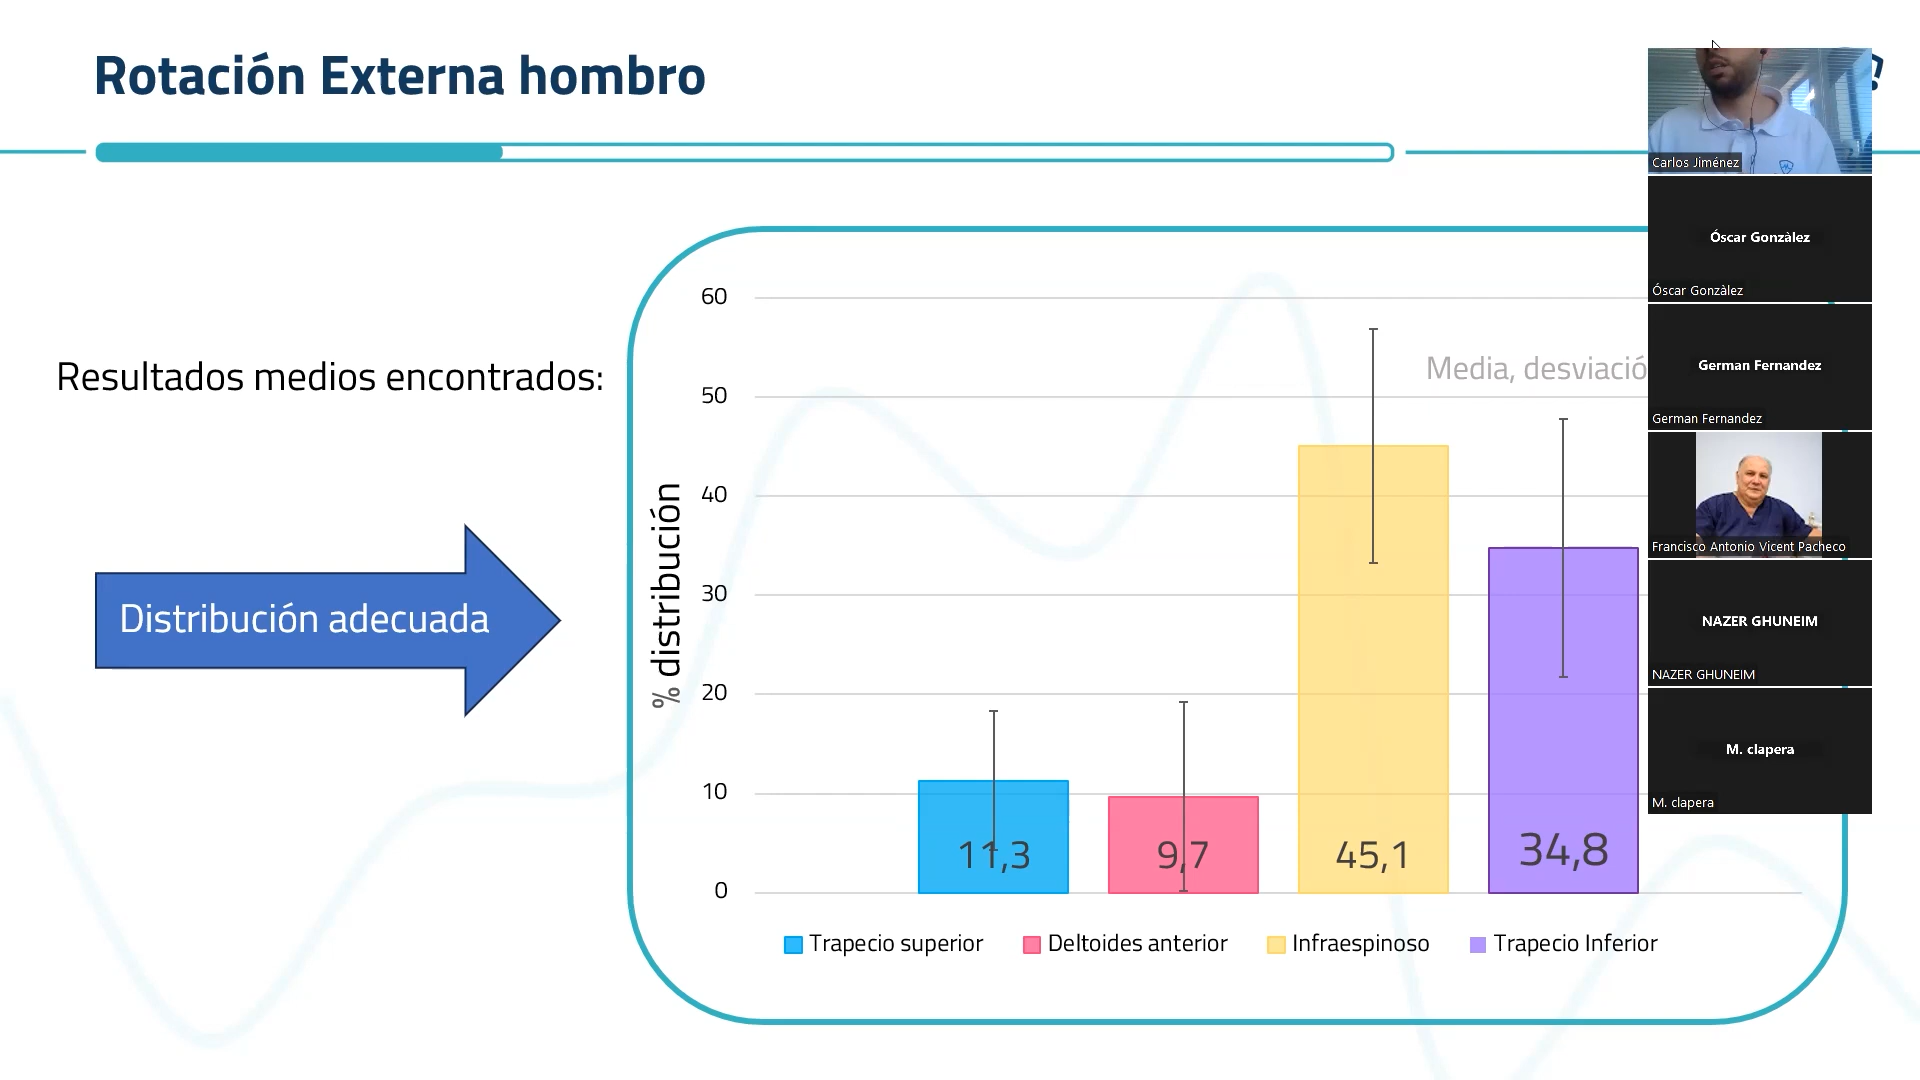 Rotación Externa hombro
Resultados medios encontrados:
Distribución adecuada
% distribución
60
50
40
30
20
10
0
Media, desviació
11,3
9,7
45,1
34,8
Trapecio superior
Deltoides anterior
Infraespinoso
Trapecio Inferior
Carlos Jiménez
Óscar Gonzàlez
Óscar Gonzàlez
German Fernandez
German Fernandez
Francisco Antonio Vicent Pacheco
NAZER GHUNEIM
NAZER GHUNEIM
M. clapera
M. clapera